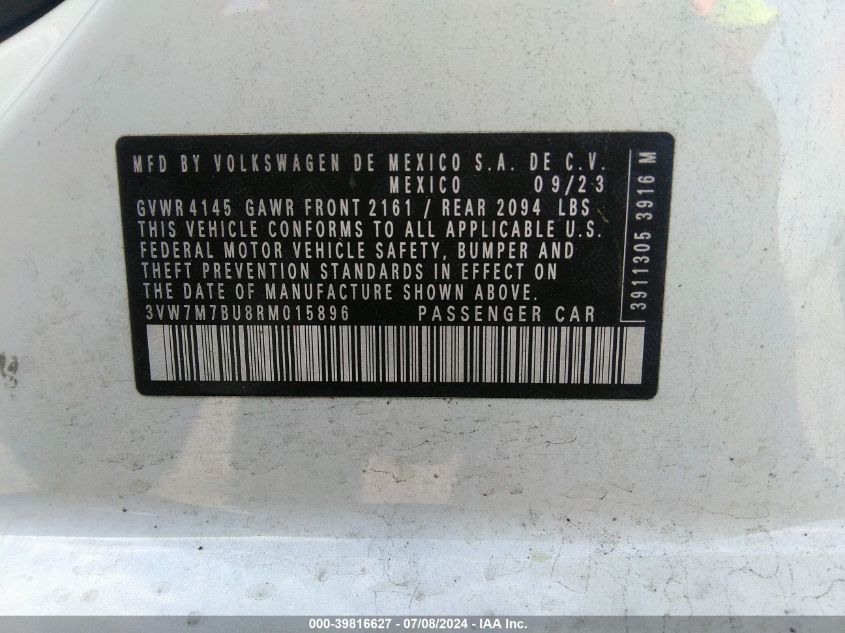 MFD BY VOLKSWAGEN DE MEXICO S.A. DE C.V.
MEXICO 09/23
GVWR 4145 GAWR FRONT 2161 / REAR 2094 LBS
THIS VEHICLE CONFORMS TO ALL APPLICABLE U.S.
FEDERAL MOTOR VEHICLE SAFETY, BUMPER AND
THEFT PREVENTION STANDARDS IN EFFECT ON
THE DATE OF MANUFACTURE SHOWN ABOVE.
3VW7M7BU8RM015896 PASSENGER CAR
3911305 3916 M
000-39816627 - 07/08/2024 - IAA Inc.